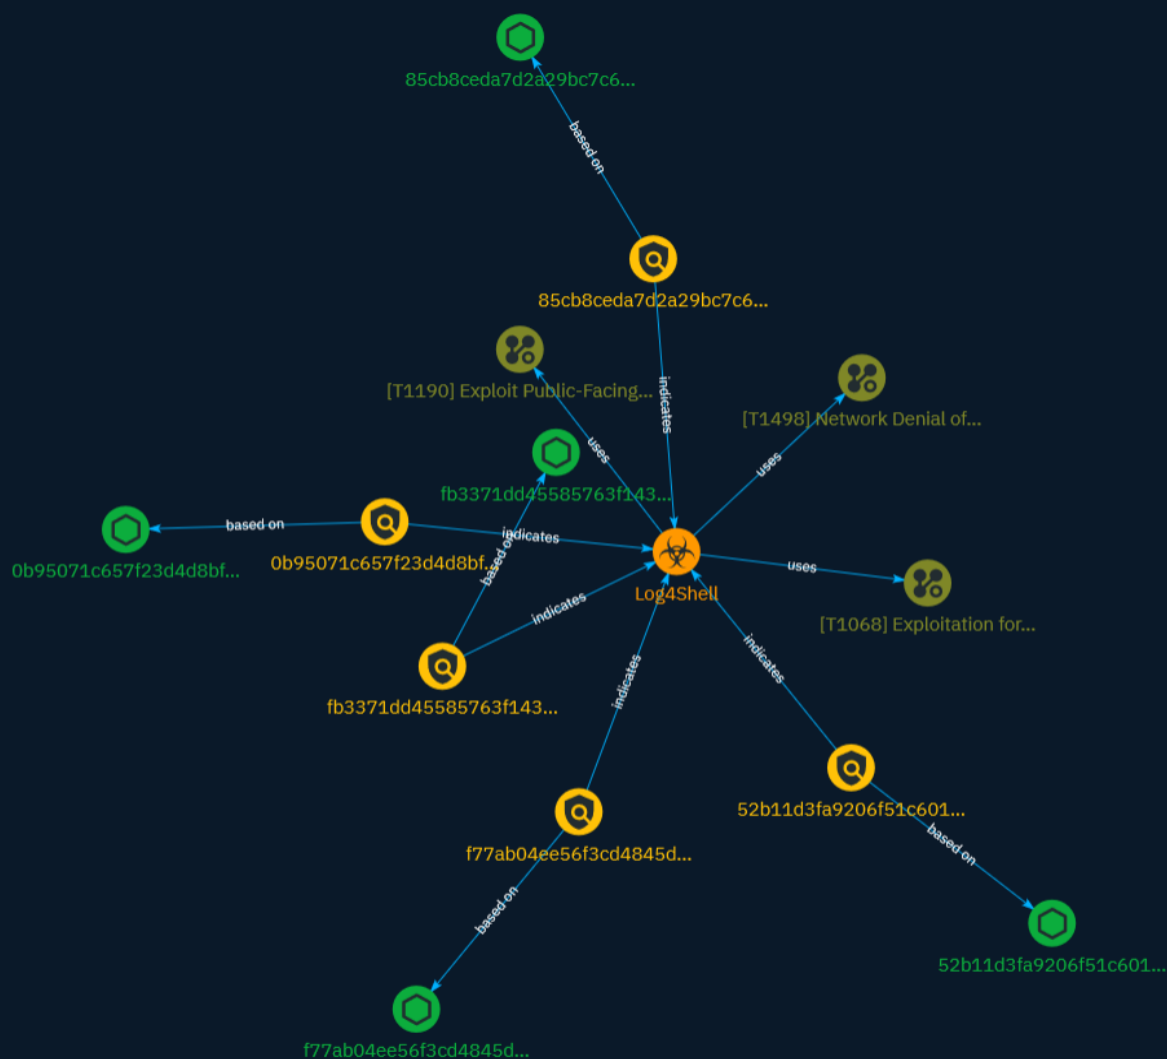 85cb8ceda7d2a29bc7c6...
based on
85cb8ceda7d2a29bc7c6...
[T1190] Exploit Public-Facing...
indicates
[T1498] Network Denial of...
uses
uses
fb3371dd45585763f143...
based on
indicates
0b95071c657f23d4d8bf...
0b95071c657f23d4d8bf...
based on
uses
Log4Shell
indicates
[T1068] Exploitation for...
fb3371dd45585763f143...
indicates
indicates
52b11d3fa9206f51c601...
f77ab04ee56f3cd4845d...
based on
based on
52b11d3fa9206f51c601...
f77ab04ee56f3cd4845d...